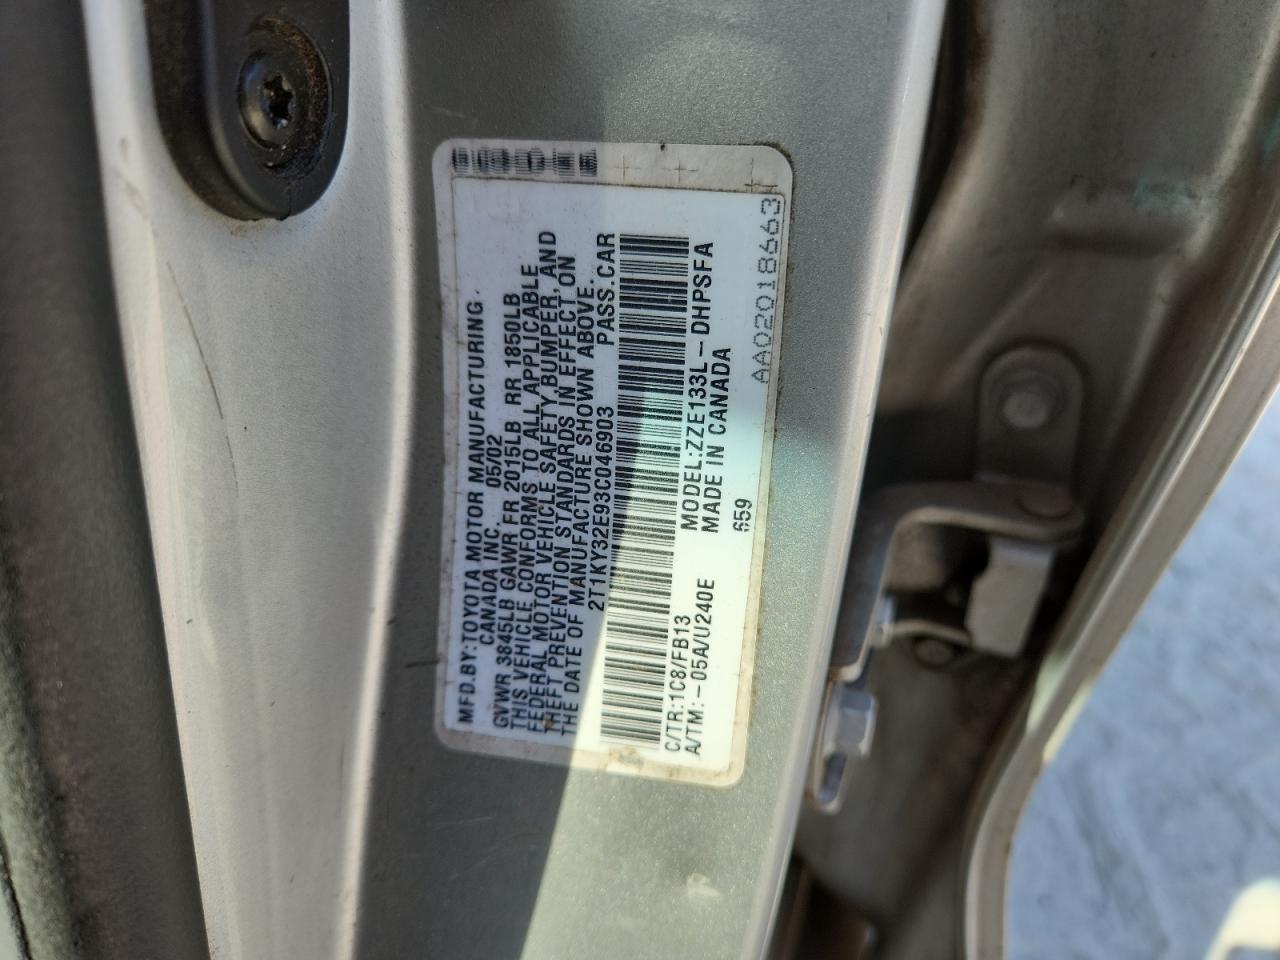 MFD.BY:TOYOTA MOTOR MANUFACTURING
CANADA INC. 05/02
GVWR 3845LB GAWR FR 2015LB RR 1850LB
THIS VEHICLE CONFORMS TO ALL APPLICABLE
FEDERAL MOTOR VEHICLE SAFETY, BUMPER, AND
THEFT PREVENTION STANDARDS IN EFFECT ON
THE DATE OF MANUFACTURE SHOWN ABOVE.
2T1KY32E93C046903 PASS.CAR
C/TR:1C8/FB13 MODEL:ZZE133L-DHPSFA
A/TM:-05A/U240E MADE IN CANADA
659
AA02018663